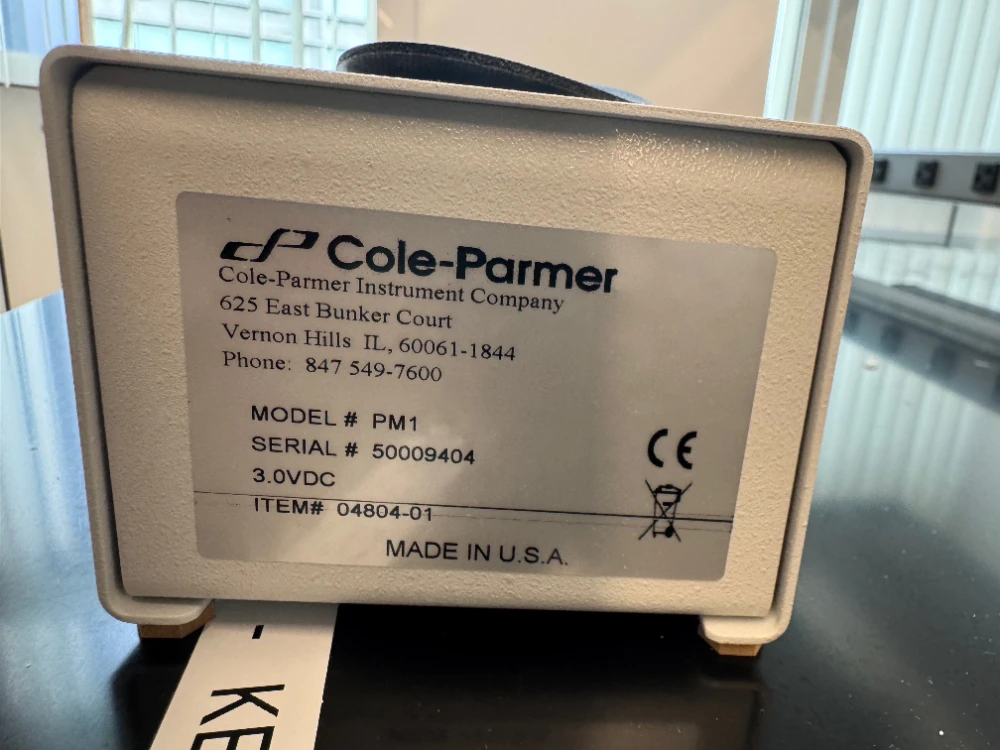 Cole-Parmer
Cole-Parmer Instrument Company
625 East Bunker Court
Vernon Hills IL, 60061-1844
Phone: 847 549-7600
MODEL # PM1
SERIAL # 50009404
3.0VDC
ITEM# 04804-01
CE
MADE IN U.S.A.
- KE